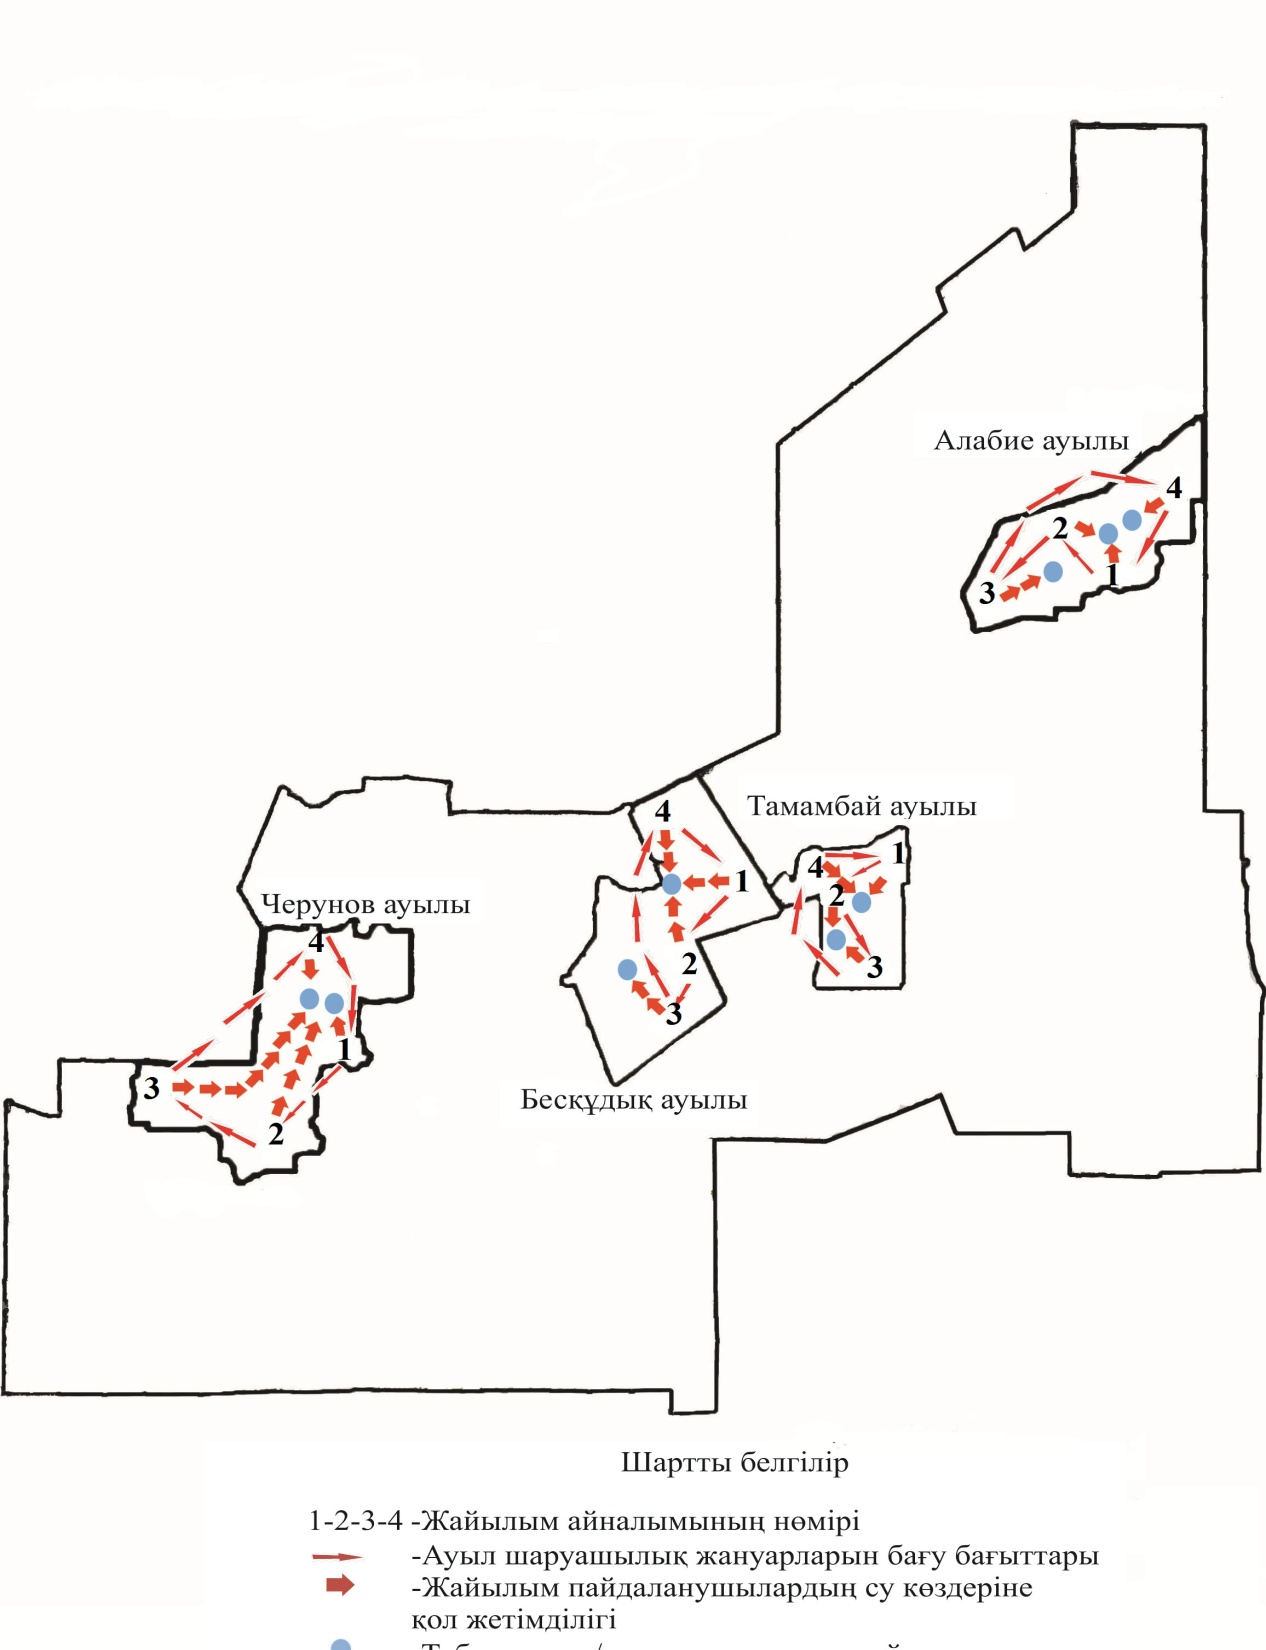 Алабие ауылы
4
2
1
3
Тамамбай ауылы
4
1
4
2
1
3
2
3
Бесқұдық ауылы
Черунов ауылы
4
1
3
2
Шартты белгілір
1-2-3-4 -Жайылым айналымының нөмірі
-Ауыл шаруашылық жануарларын бағу бағыттары
-Жайылым пайдаланушылардың су көздеріне
қол жетімділігі